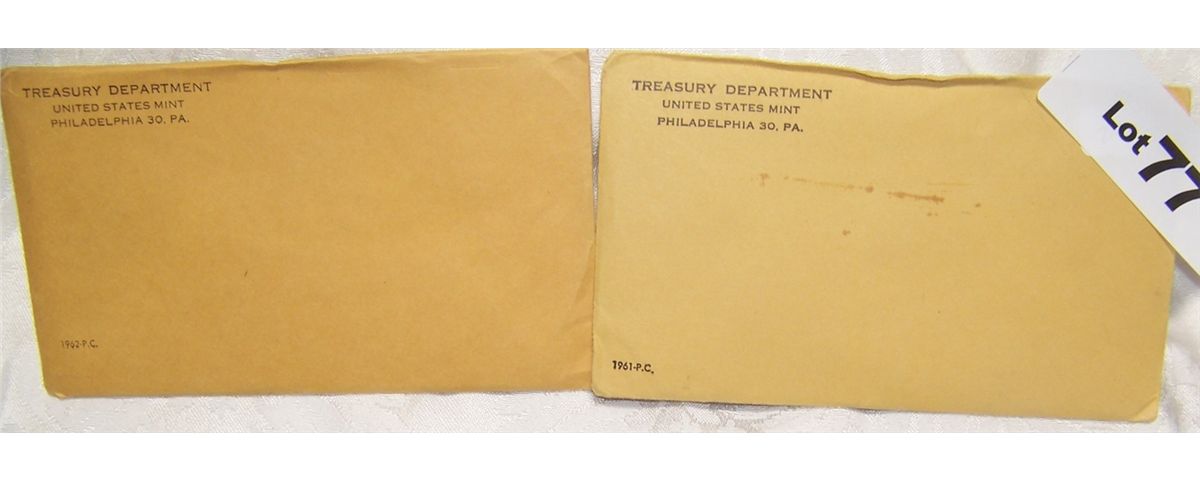 TREASURY DEPARTMENT
UNITED STATES MINT
PHILADELPHIA 30, PA.
1962-P.C.
TREASURY DEPARTMENT
UNITED STATES MINT
PHILADELPHIA 30, PA.
1961-P.C.
Lot 77